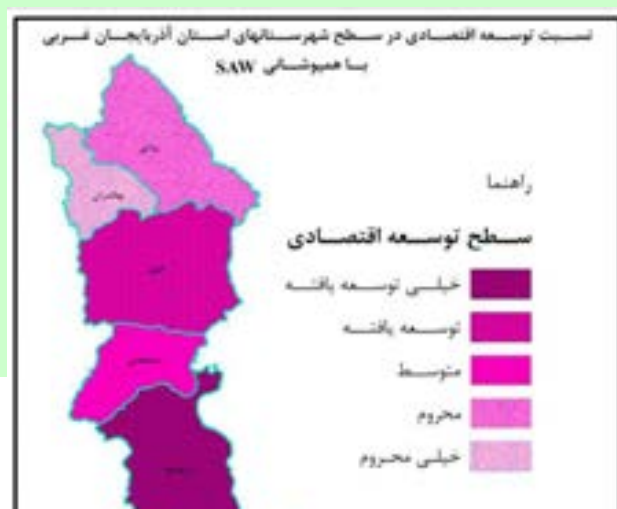 نسبت توسعه اقتصادی در سطح شهرستانهای استان آذربایجان غربی
با همپوشانی SAW
راهنما
سطح توسعه اقتصادی
خیلی توسعه یافته
توسعه یافته
متوسط
محروم
خیلی محروم